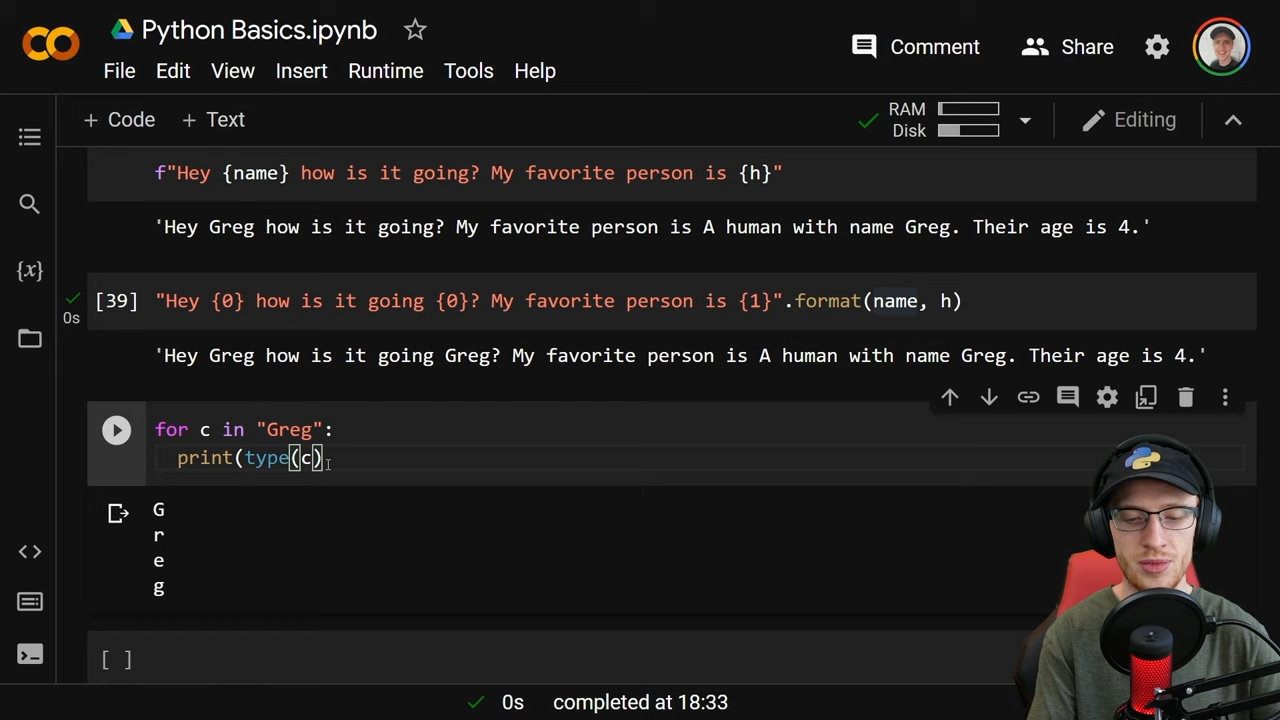 Python Basics.ipynb
Comment
Share
File Edit View Insert Runtime Tools Help
+ Code + Text
RAM
Disk
Editing
f"Hey {name} how is it going? My favorite person is {h}"
'Hey Greg how is it going? My favorite person is A human with name Greg. Their age is 4.'
{x}
[39] "Hey {0} how is it going {0}? My favorite person is {1}".format(name, h)
0s
'Hey Greg how is it going Greg? My favorite person is A human with name Greg. Their age is 4.'
for c in "Greg":
print(type(c)
G
r
e
g
[ ]
0s completed at 18:33